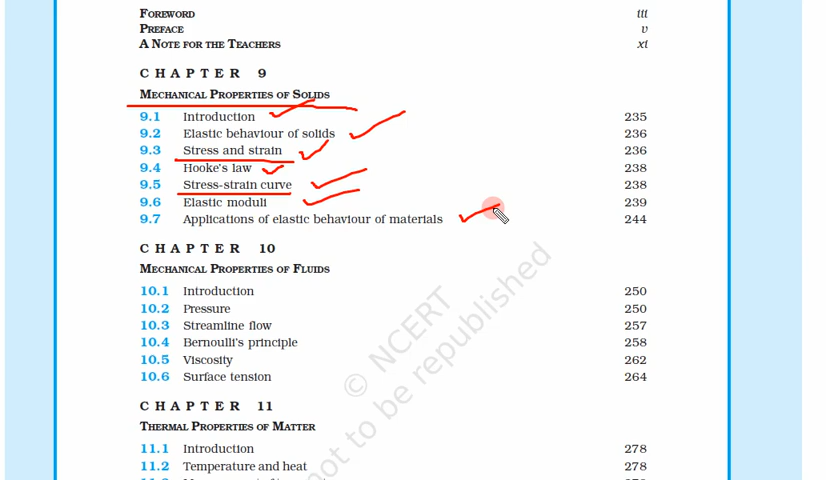 FOREWORD iii
PREFACE v
A NOTE FOR THE TEACHERS xi
CHAPTER 9
MECHANICAL PROPERTIES OF SOLIDS
9.1 Introduction 235
9.2 Elastic behaviour of solids 236
9.3 Stress and strain 236
9.4 Hooke's law 238
9.5 Stress-strain curve 238
9.6 Elastic moduli 239
9.7 Applications of elastic behaviour of materials 244
CHAPTER 10
MECHANICAL PROPERTIES OF FLUIDS
10.1 Introduction 250
10.2 Pressure 250
10.3 Streamline flow 257
10.4 Bernoulli's principle 258
10.5 Viscosity 262
10.6 Surface tension 264
CHAPTER 11
THERMAL PROPERTIES OF MATTER
11.1 Introduction 278
11.2 Temperature and heat 278
© NCERT
not to be republished